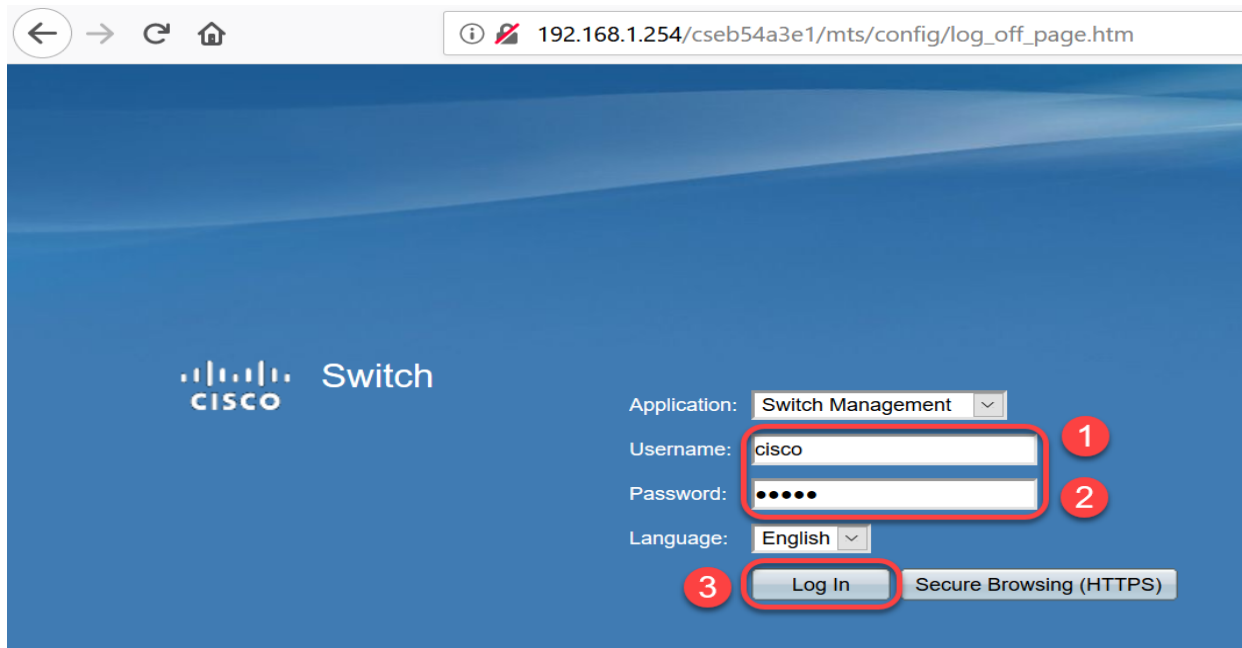 192.168.1.254/cseb54a3e1/mts/config/log_off_page.htm
CISCO Switch
Application: Switch Management
1
Username: cisco
Password: •••••
2
Language: English
3
Log In Secure Browsing (HTTPS)